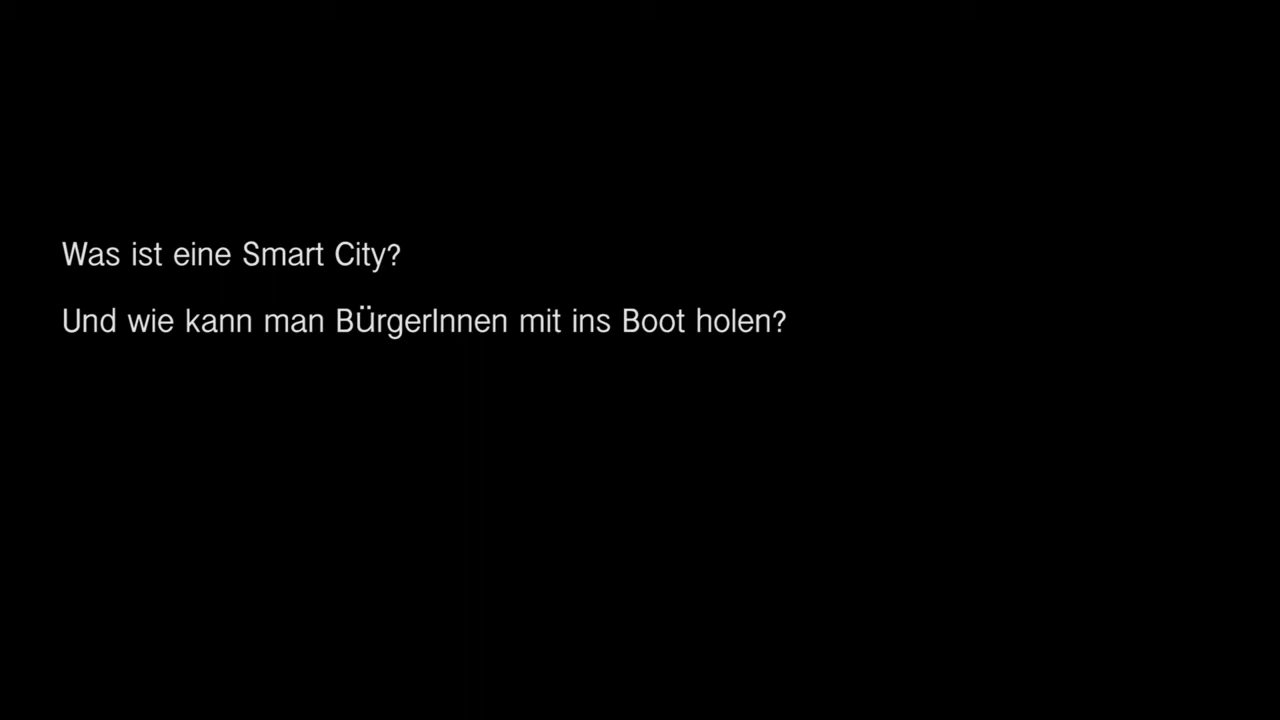 Was ist eine Smart City?
Und wie kann man BürgerInnen mit ins Boot holen?